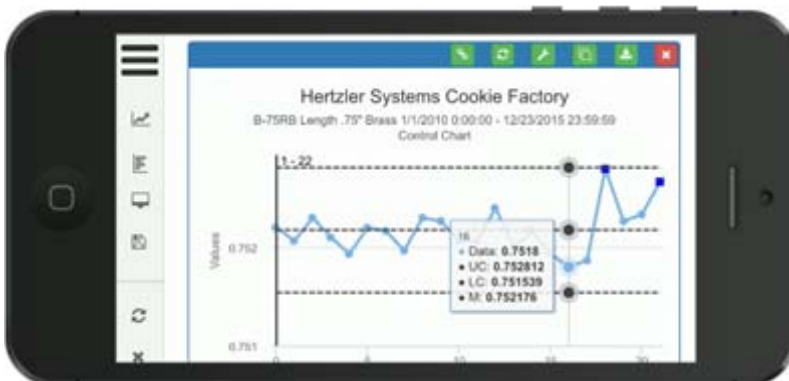 Hertzler Systems Cookie Factory
B-75RB Length .75" Brass 1/1/2010 0:00:00 - 12/23/2015 23:59:59
Control Chart
1 - 22
Values
0.752
0.751
16
Data: 0.7518
UC: 0.752812
LC: 0.751539
M: 0.752176
0
5
10
20